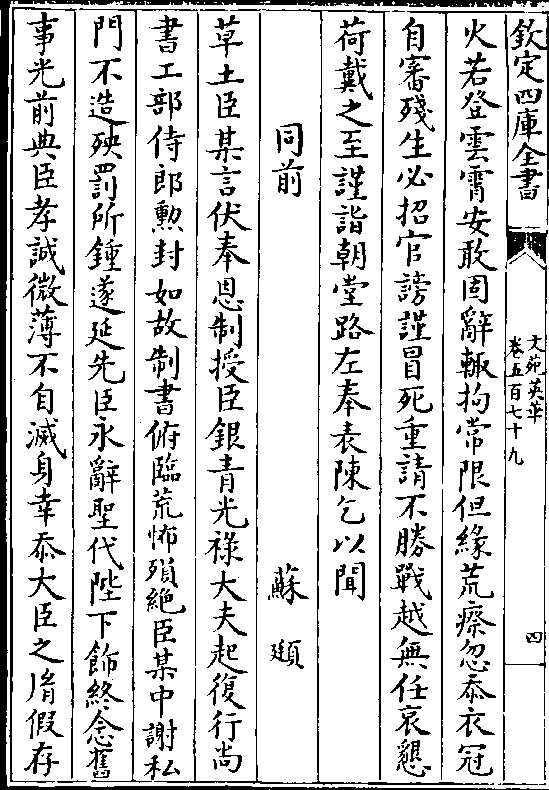 欽定四庫全書
文苑英華
卷五百七十九
四
火若登雲霄安敢固辭輙拘常限但緣荒瘵忽忝衣冠
自審殘生必招官謗謹冒死重請不勝戰越無任哀懇
荷戴之至謹詣朝堂路左奉表陳乞以聞
同前
蘇頲
草土臣某言伏奉恩制授臣銀青光禄大夫起復行尚
書工部侍郎勲封如故制書俯臨荒怖殞絶臣某中謝私
門不造殃罰所鍾遂延先臣永辭聖代陛下飾終念舊
事光前典臣孝誠微薄不自滅身幸忝大臣之㣧假存